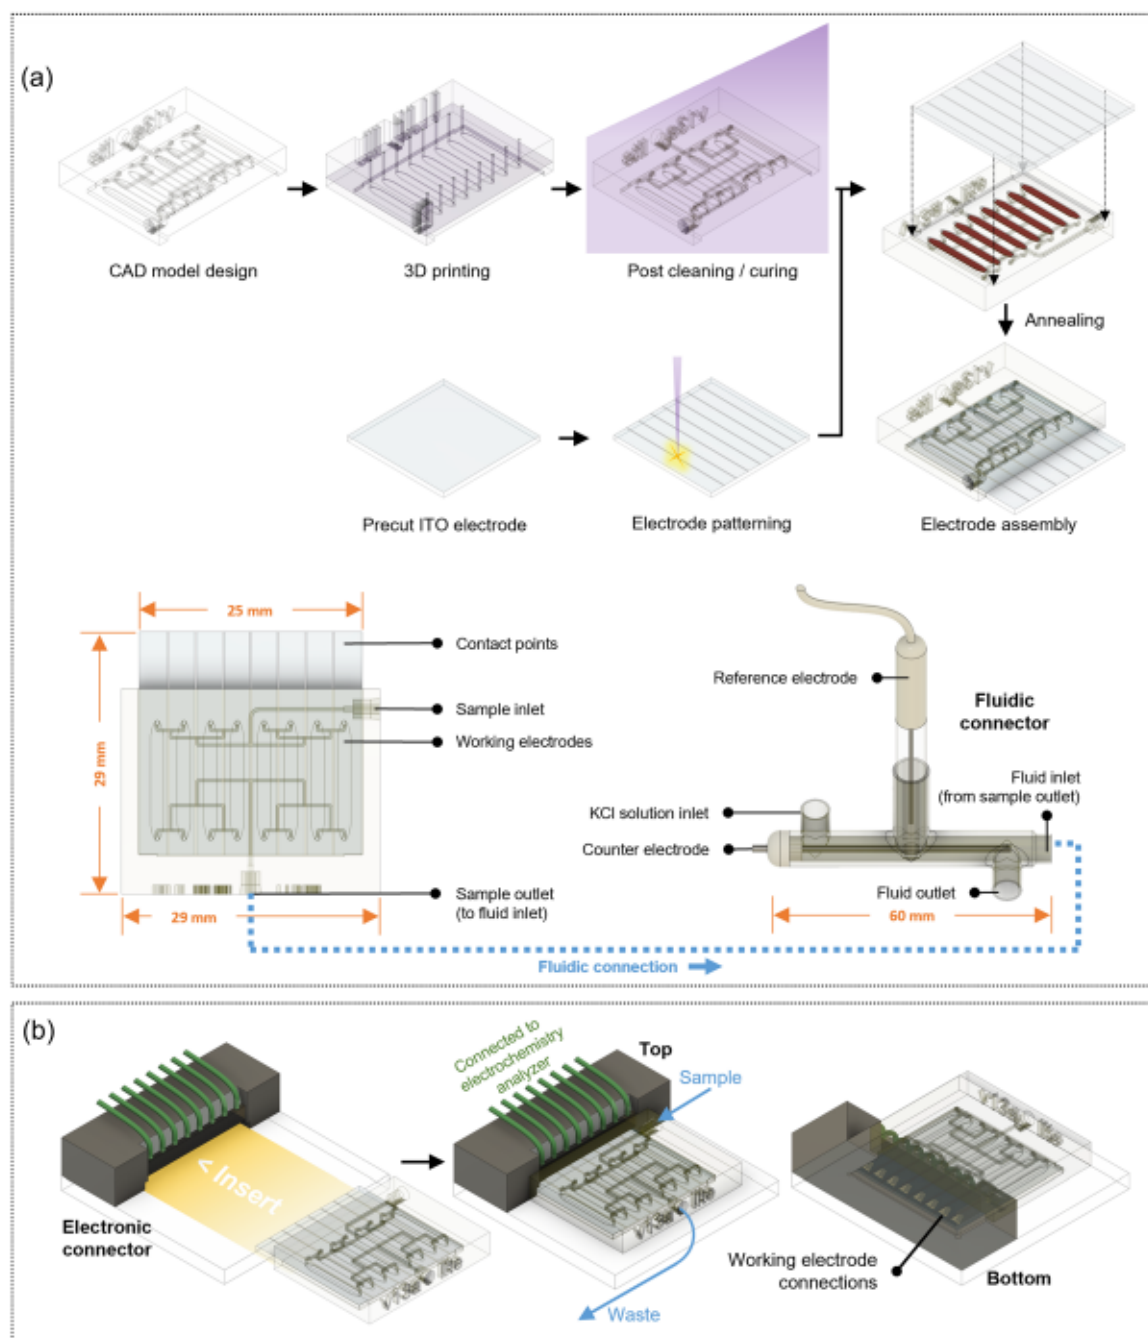 (a)
CAD model design
3D printing
Post cleaning / curing
Annealing
Precut ITO electrode
Electrode patterning
Electrode assembly
25 mm
Contact points
Sample inlet
Working electrodes
29 mm
Sample outlet
(to fluid inlet)
29 mm
Reference electrode
Fluidic
connector
Fluid inlet
(from sample outlet)
KCl solution inlet
Counter electrode
Fluid outlet
60 mm
Fluidic connection
(b)
Connected to
electrochemistry
analyzer
Top
Sample
< Insert
Electronic
connector
Waste
Working electrode
connections
Bottom